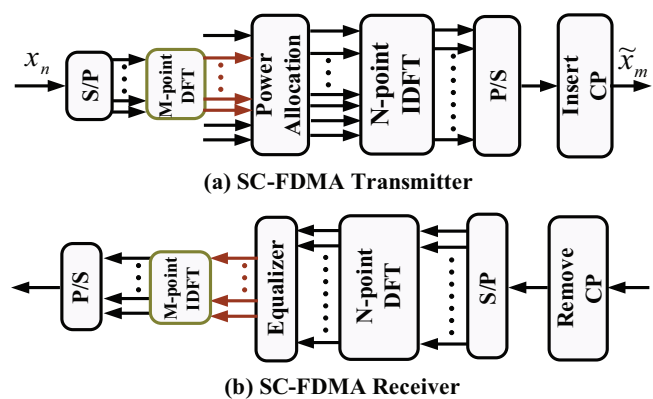 x_n
S/P
M-point
DFT
Power
Allocation
N-point
IDFT
P/S
Insert
CP
x̃_m
(a) SC-FDMA Transmitter
P/S
M-point
IDFT
Equalizer
N-point
DFT
S/P
Remove
CP
(b) SC-FDMA Receiver